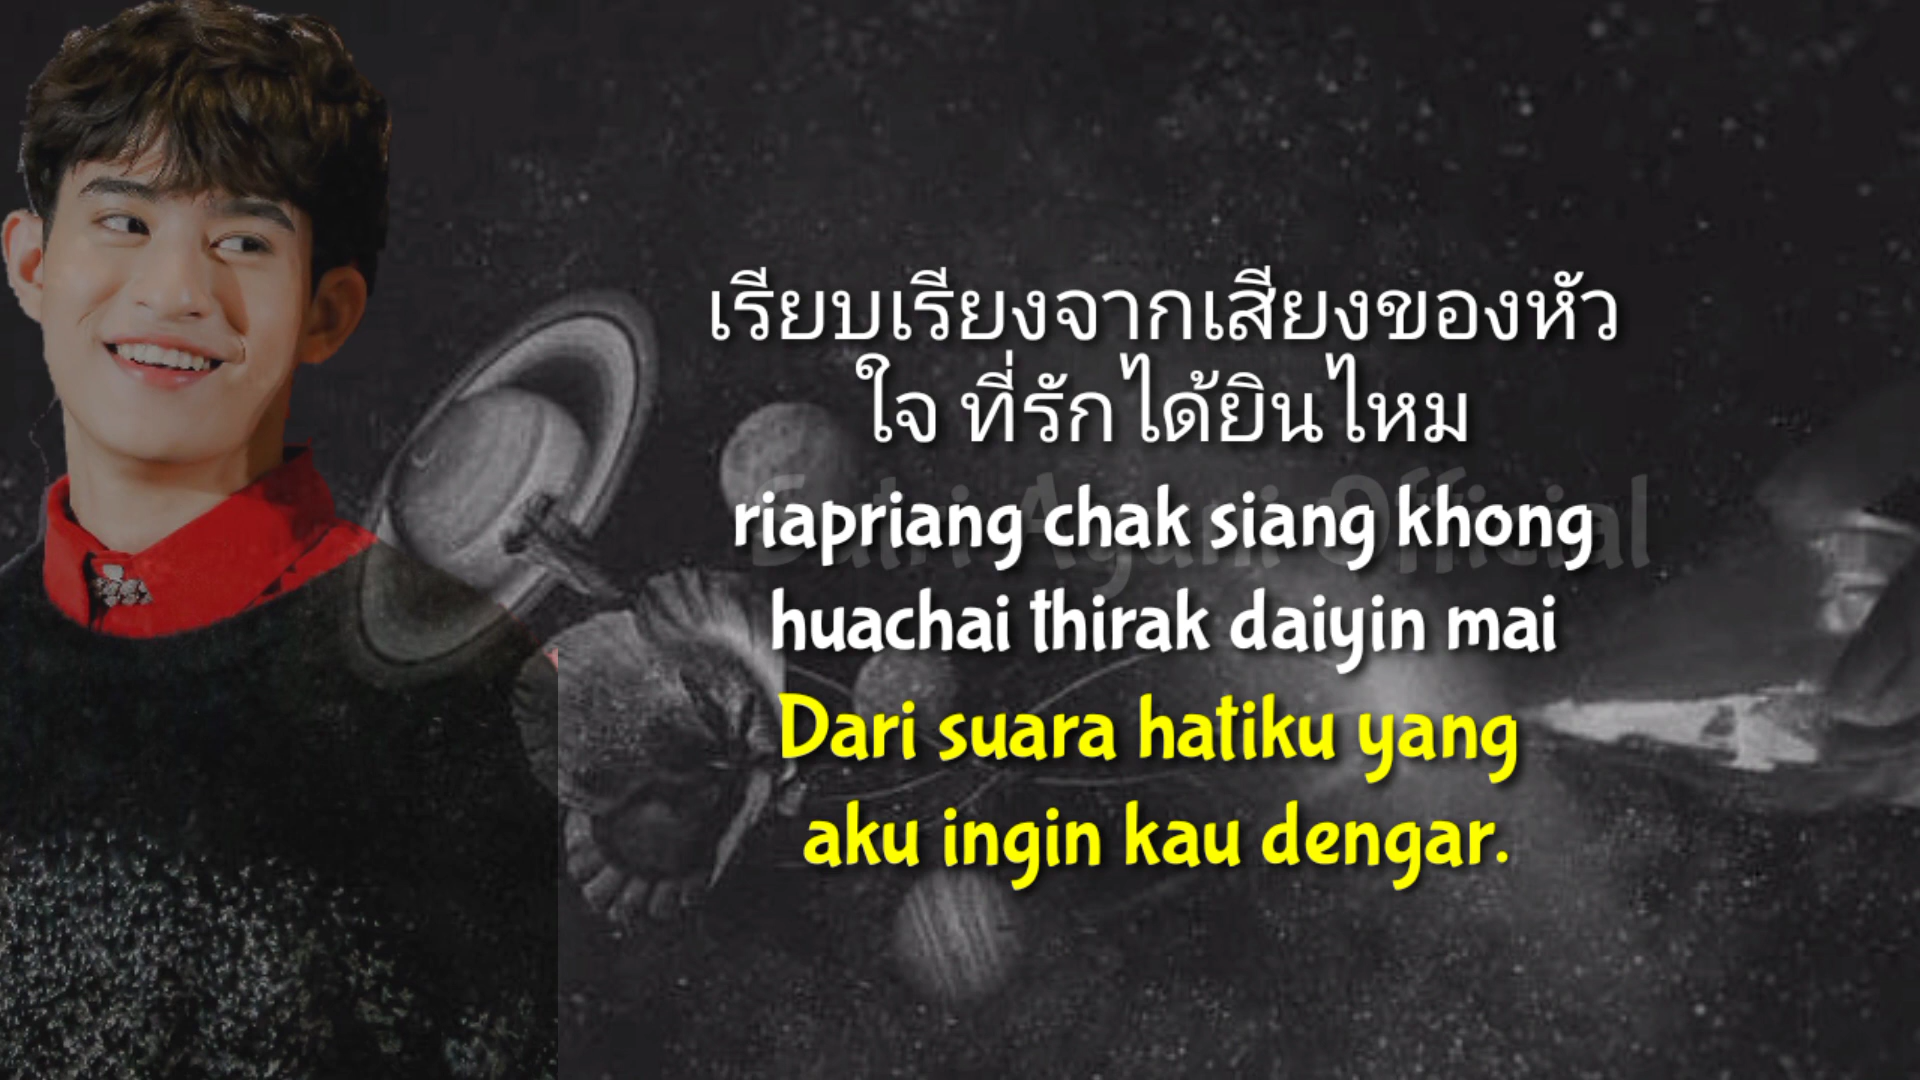 เรียบเรียงจากเสียงของหัว
ใจ ที่รักได้ยินไหม
riapriang chak siang khong
huachai thirak daiyin mai
Dari suara hatiku yang
aku ingin kau dengar.